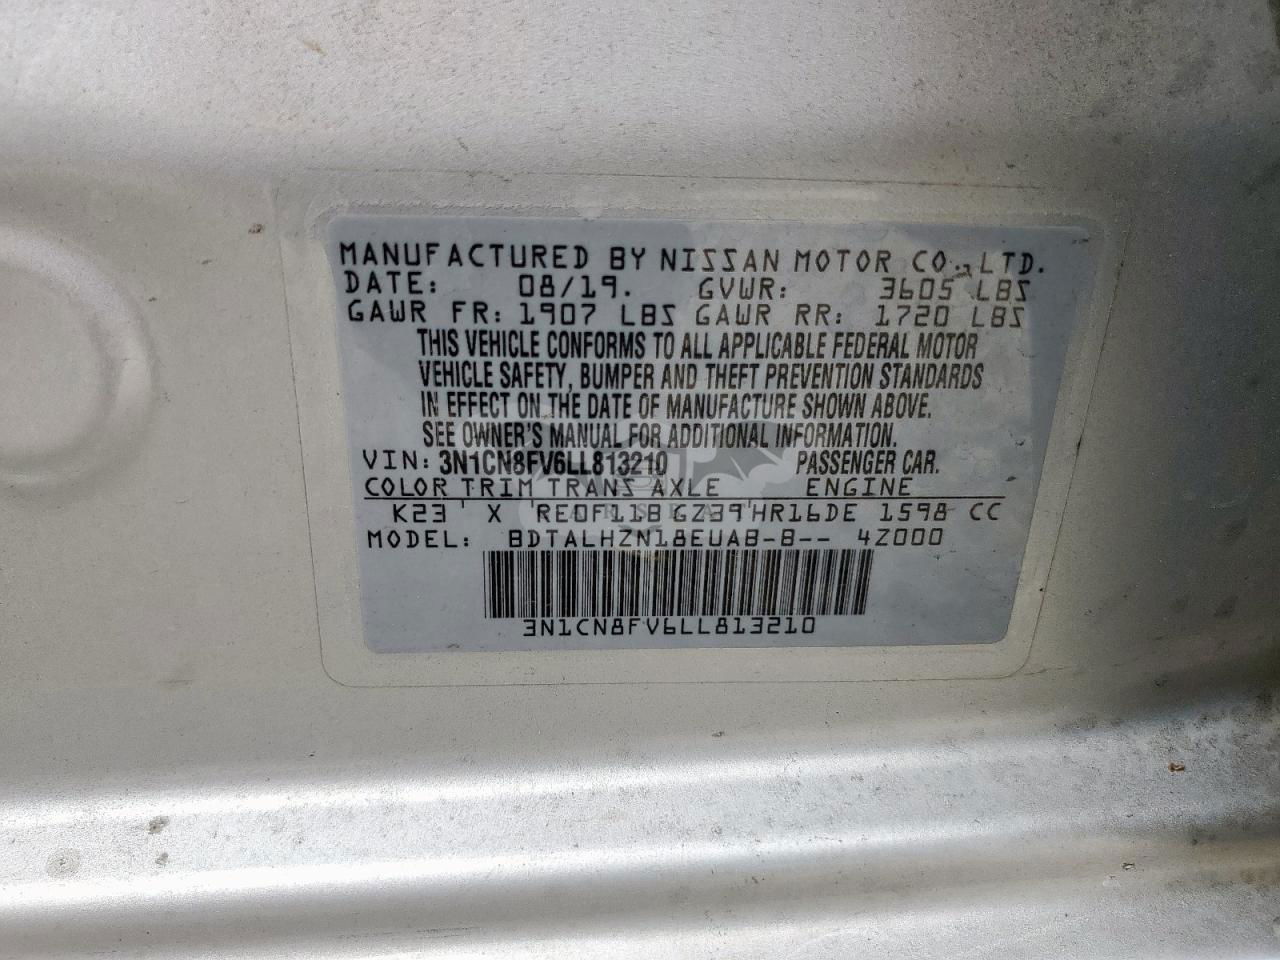 MANUFACTURED BY NISSAN MOTOR CO., LTD.
DATE: 08/19. GVWR: 3605 LBS
GAWR FR: 1907 LBS GAWR RR: 1720 LBS
THIS VEHICLE CONFORMS TO ALL APPLICABLE FEDERAL MOTOR
VEHICLE SAFETY, BUMPER AND THEFT PREVENTION STANDARDS
IN EFFECT ON THE DATE OF MANUFACTURE SHOWN ABOVE.
SEE OWNER'S MANUAL FOR ADDITIONAL INFORMATION.
VIN: 3N1CN8FV6LL813210 PASSENGER CAR.
COLOR TRIM TRANS AXLE ENGINE
K23 X RE0F11B GZ39 HR16DE 1598 CC
MODEL: BDTALHZN18EUAB-B-- 4Z000
3N1CN8FV6LL813210